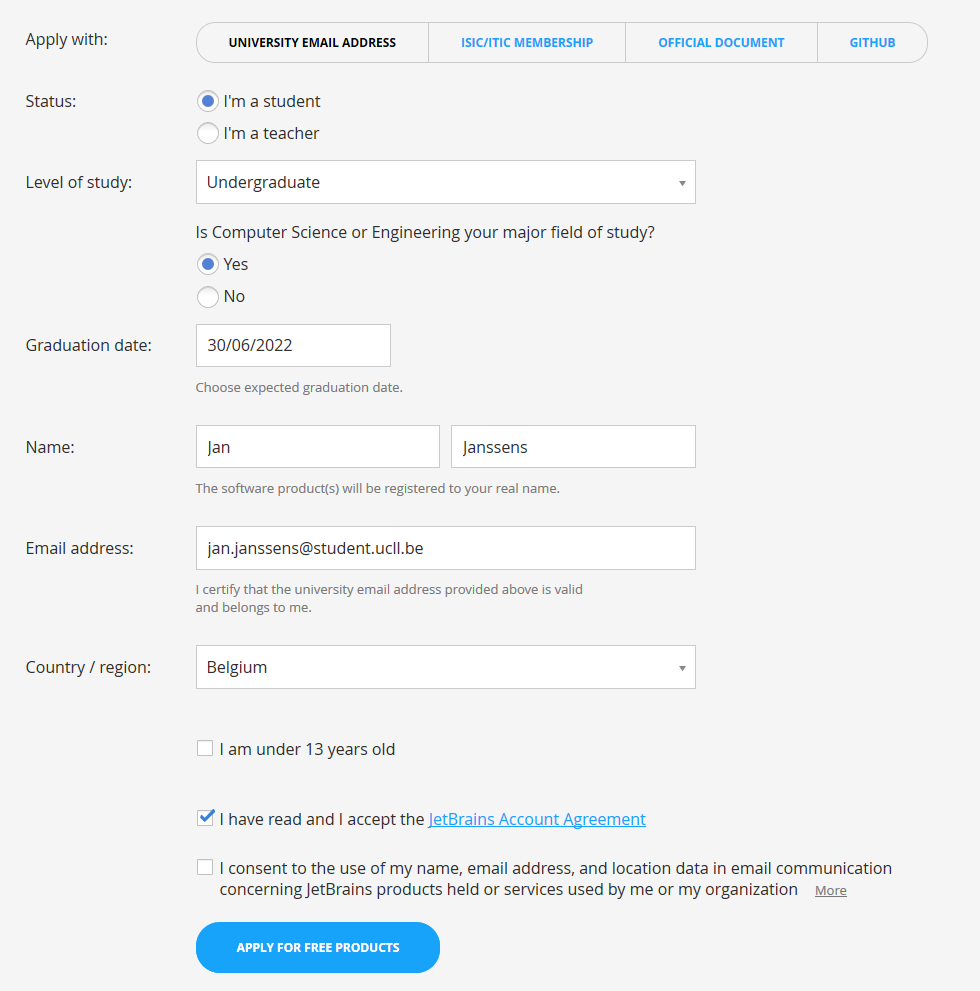 Apply with:
UNIVERSITY EMAIL ADDRESS
ISIC/ITIC MEMBERSHIP
OFFICIAL DOCUMENT
GITHUB
Status:
I'm a student
I'm a teacher
Level of study:
Undergraduate
Is Computer Science or Engineering your major field of study?
Yes
No
Graduation date:
30/06/2022
Choose expected graduation date.
Name:
Jan
Janssens
The software product(s) will be registered to your real name.
Email address:
jan.janssens@student.ucll.be
I certify that the university email address provided above is valid
and belongs to me.
Country / region:
Belgium
I am under 13 years old
I have read and I accept the JetBrains Account Agreement
I consent to the use of my name, email address, and location data in email communication
concerning JetBrains products held or services used by me or my organization More
APPLY FOR FREE PRODUCTS